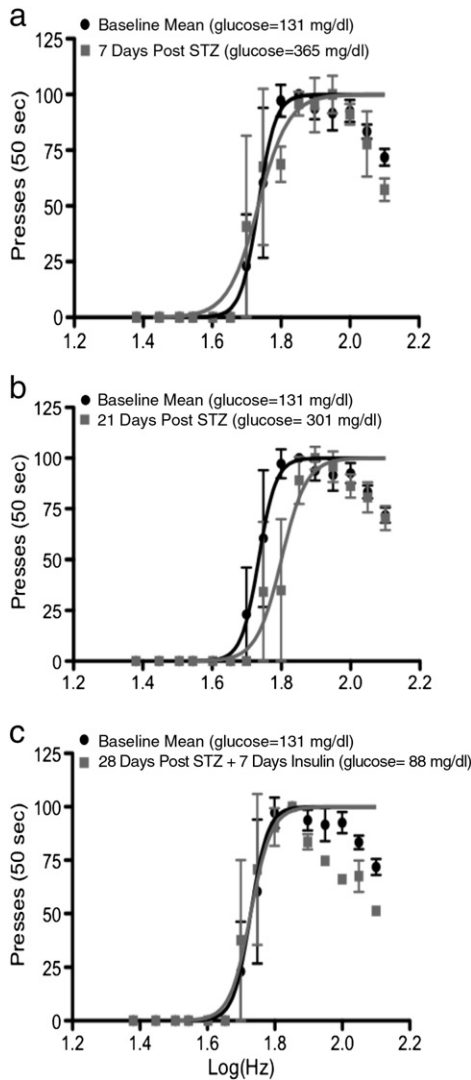 a
Baseline Mean (glucose=131 mg/dl)
7 Days Post STZ (glucose=365 mg/dl)
Presses (50 sec)
125
100
75
50
25
0
1.2 1.4 1.6 1.8 2.0 2.2
b
Baseline Mean (glucose=131 mg/dl)
21 Days Post STZ (glucose= 301 mg/dl)
Presses (50 sec)
125
100
75
50
25
0
1.2 1.4 1.6 1.8 2.0 2.2
c
Baseline Mean (glucose=131 mg/dl)
28 Days Post STZ + 7 Days Insulin (glucose= 88 mg/dl)
Presses (50 sec)
125
100
75
50
25
0
1.2 1.4 1.6 1.8 2.0 2.2
Log(Hz)